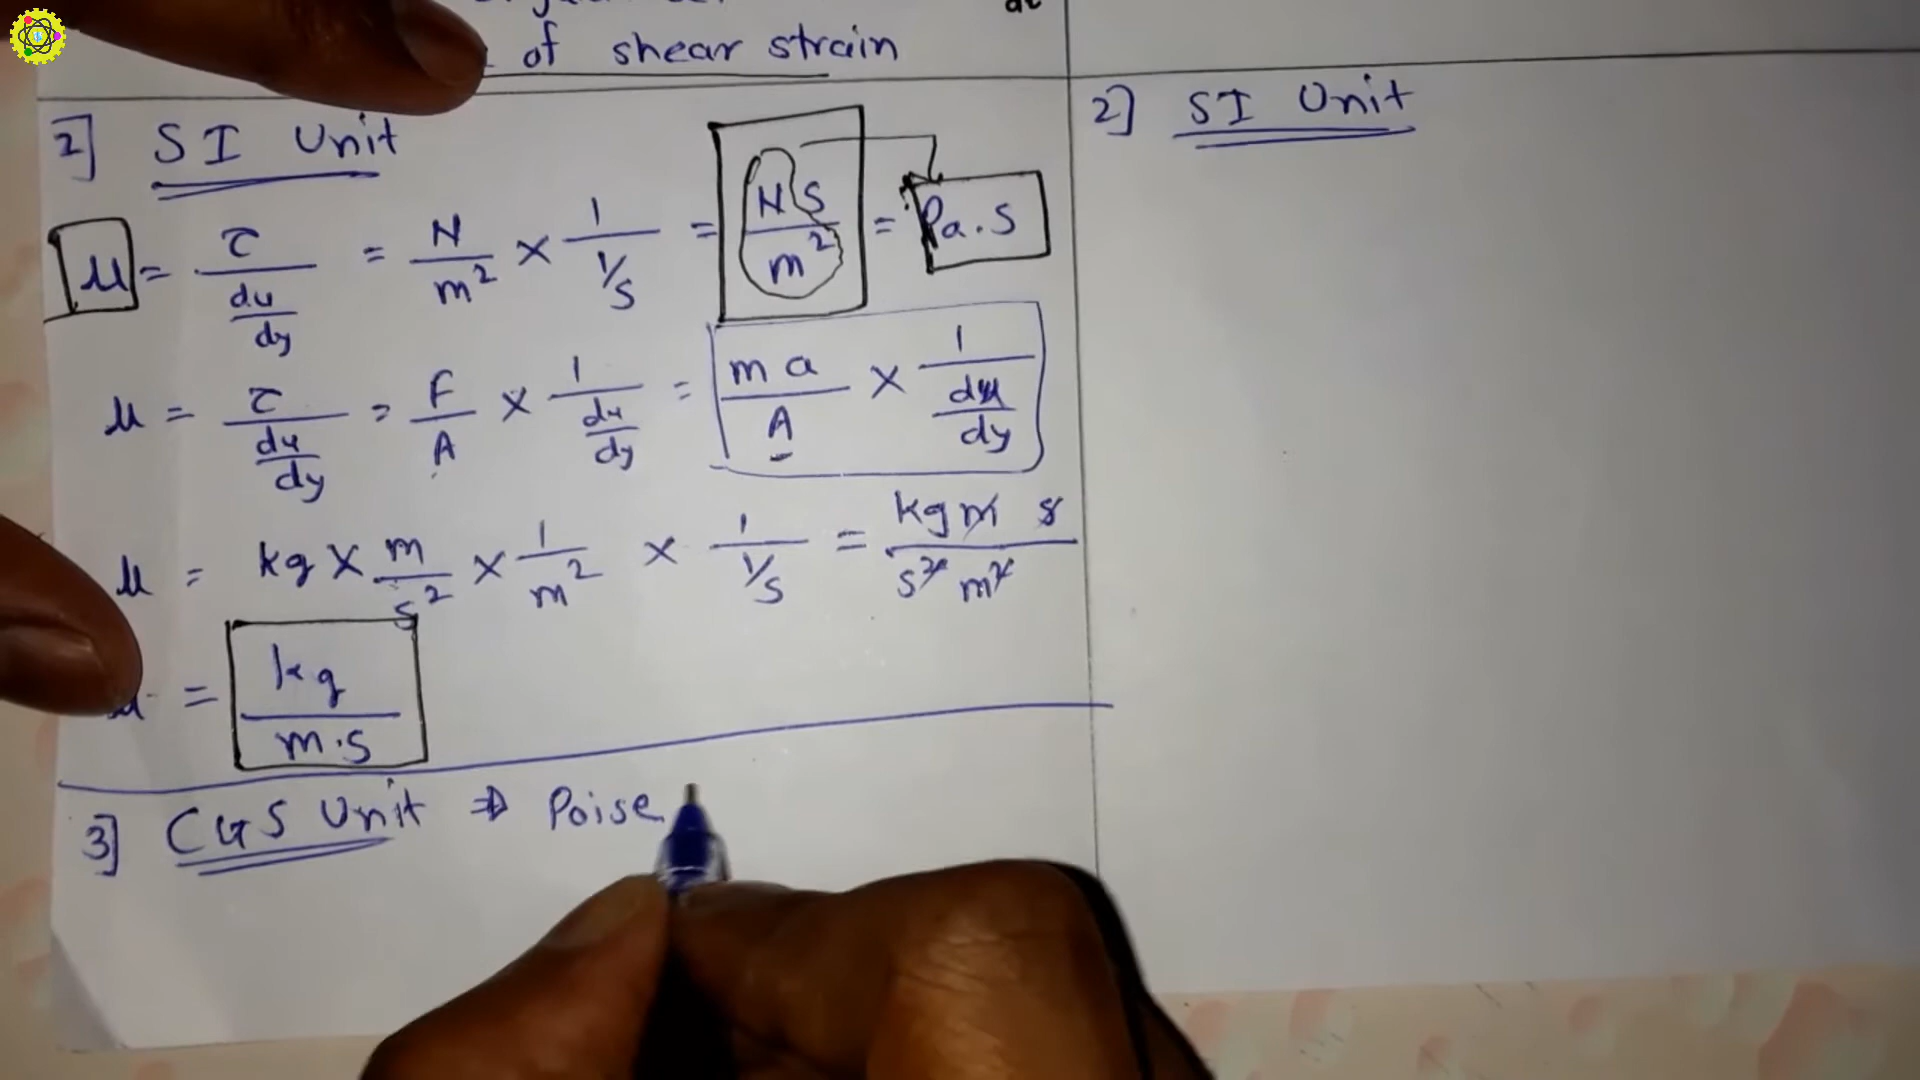 of shear strain
2] SI Unit
μ = τ / (du/dy) = N/m² × 1/(1/s) = N S/m² = Pa.S
μ = τ / (du/dy) = F/A × 1/(du/dy) = m a/A × 1/(du/dy)
μ = kg × m/s² × 1/m² × 1/(1/s) = kg m s / s² m²
μ = kg / m.s
3] CGS Unit ⇒ Poise
2] SI Unit